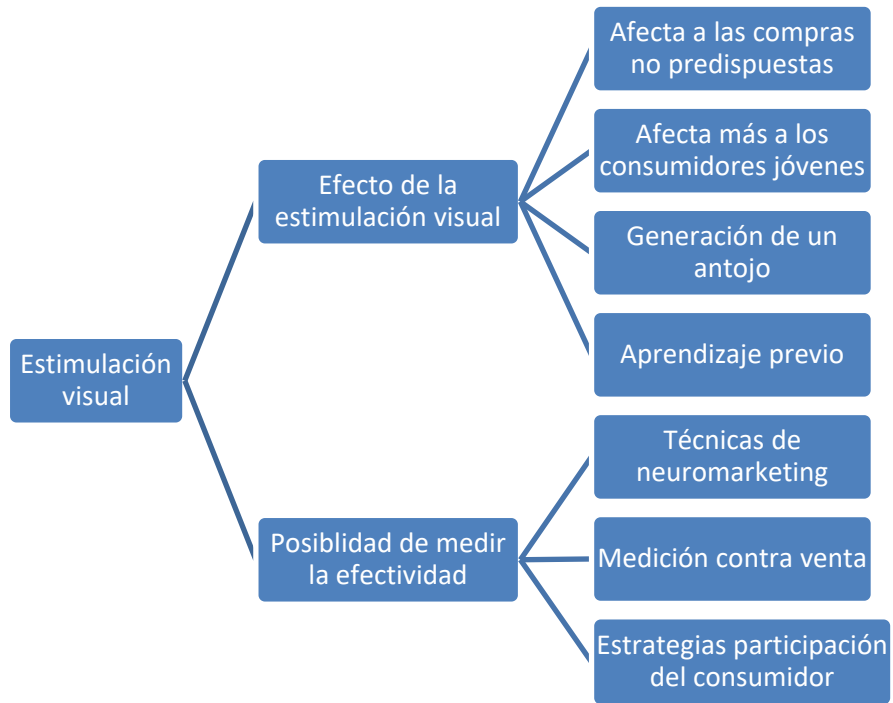 Estimulación
visual
Efecto de la
estimulación visual
Afecta a las compras
no predispuestas
Afecta más a los
consumidores jóvenes
Generación de un
antojo
Aprendizaje previo
Posiblidad de medir
la efectividad
Técnicas de
neuromarketing
Medición contra venta
Estrategias participación
del consumidor